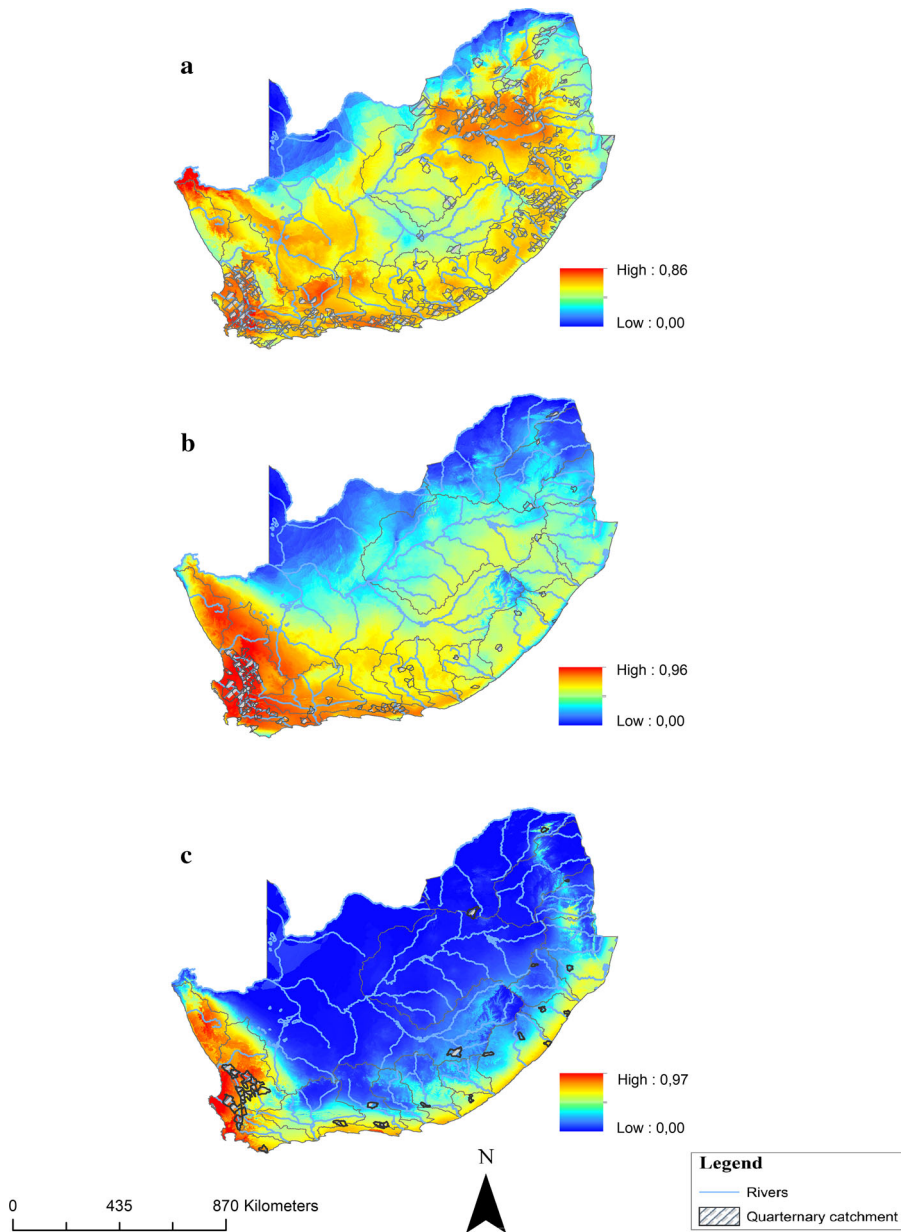 a
High : 0,86
Low : 0,00
b
High : 0,96
Low : 0,00
c
High : 0,97
Low : 0,00
N
0 435 870 Kilometers
Legend
Rivers
Quarternary catchment